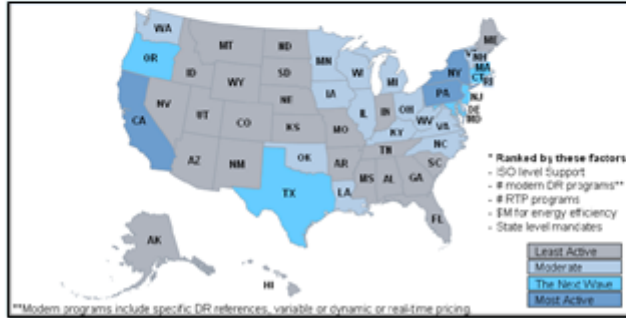 WA
MT
ND
ME
OR
MN
NH
ID
SD
WI
NY
MA
WY
MI
CT
RI
IA
PA
NE
NJ
NV
OH
UT
IL
IN
DE
CO
WV
MD
CA
KS
MO
VA
KY
NC
TN
AZ
OK
NM
AR
SC
MS
AL
GA
TX
LA
FL
AK
HI
* Ranked by these factors
- ISO level Support
- # modern DR programs**
- # RTP programs
- $M for energy efficiency
- State level mandates
Least Active
Moderate
The Next Wave
Most Active
**Modern programs include specific DR references, variable or dynamic or real-time pricing.